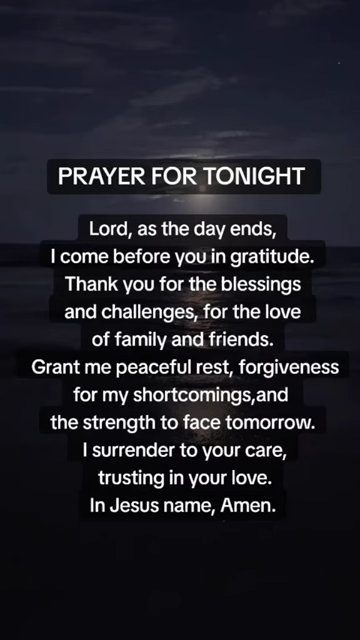 PRAYER FOR TONIGHT
Lord, as the day ends,
I come before you in gratitude.
Thank you for the blessings
and challenges, for the love
of family and friends.
Grant me peaceful rest, forgiveness
for my shortcomings,and
the strength to face tomorrow.
I surrender to your care,
trusting in your love.
In Jesus name, Amen.